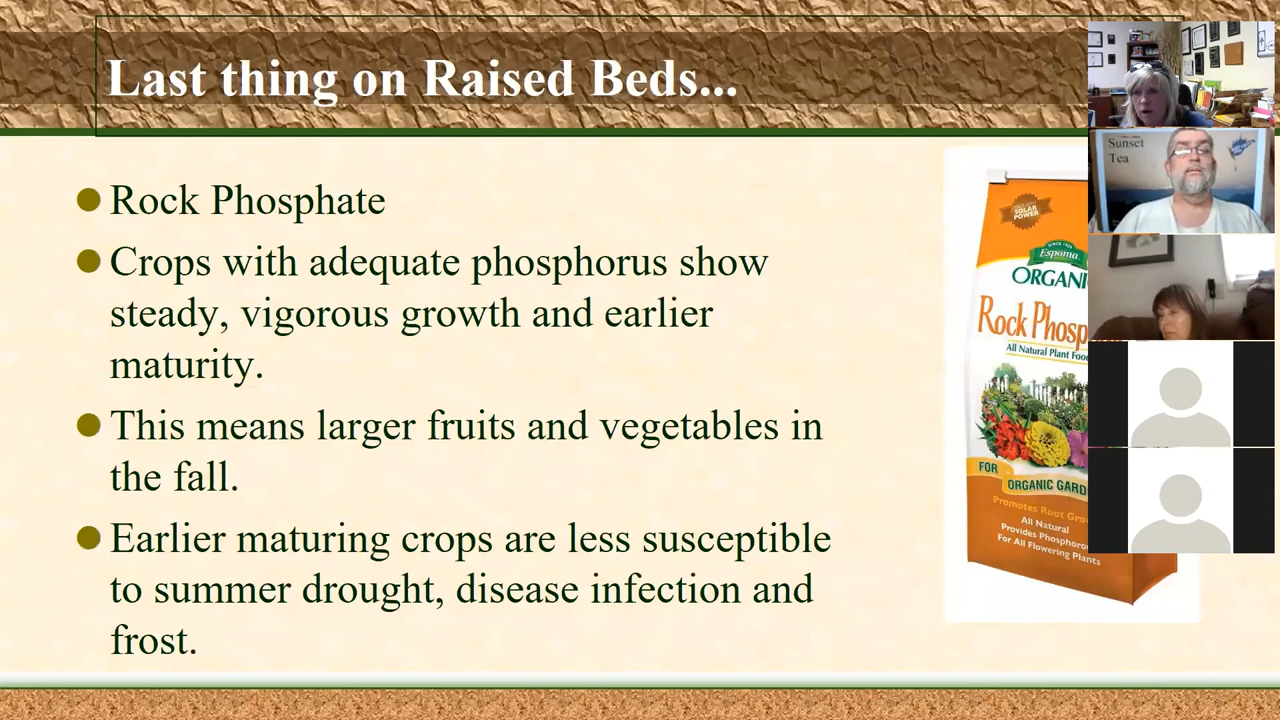 Last thing on Raised Beds...
Rock Phosphate
Crops with adequate phosphorus show
steady, vigorous growth and earlier
maturity.
This means larger fruits and vegetables in
the fall.
Earlier maturing crops are less susceptible
to summer drought, disease infection and
frost.
SOLAR
POWER
SINCE 1929
Espoma
ORGANI
Rock Phosp
All Natural Plant Foo
FOR
ORGANIC GARD
Promotes Root Gro
All Natural
Provides Phosphoro
For All Flowering Plants
Sunset
Tea